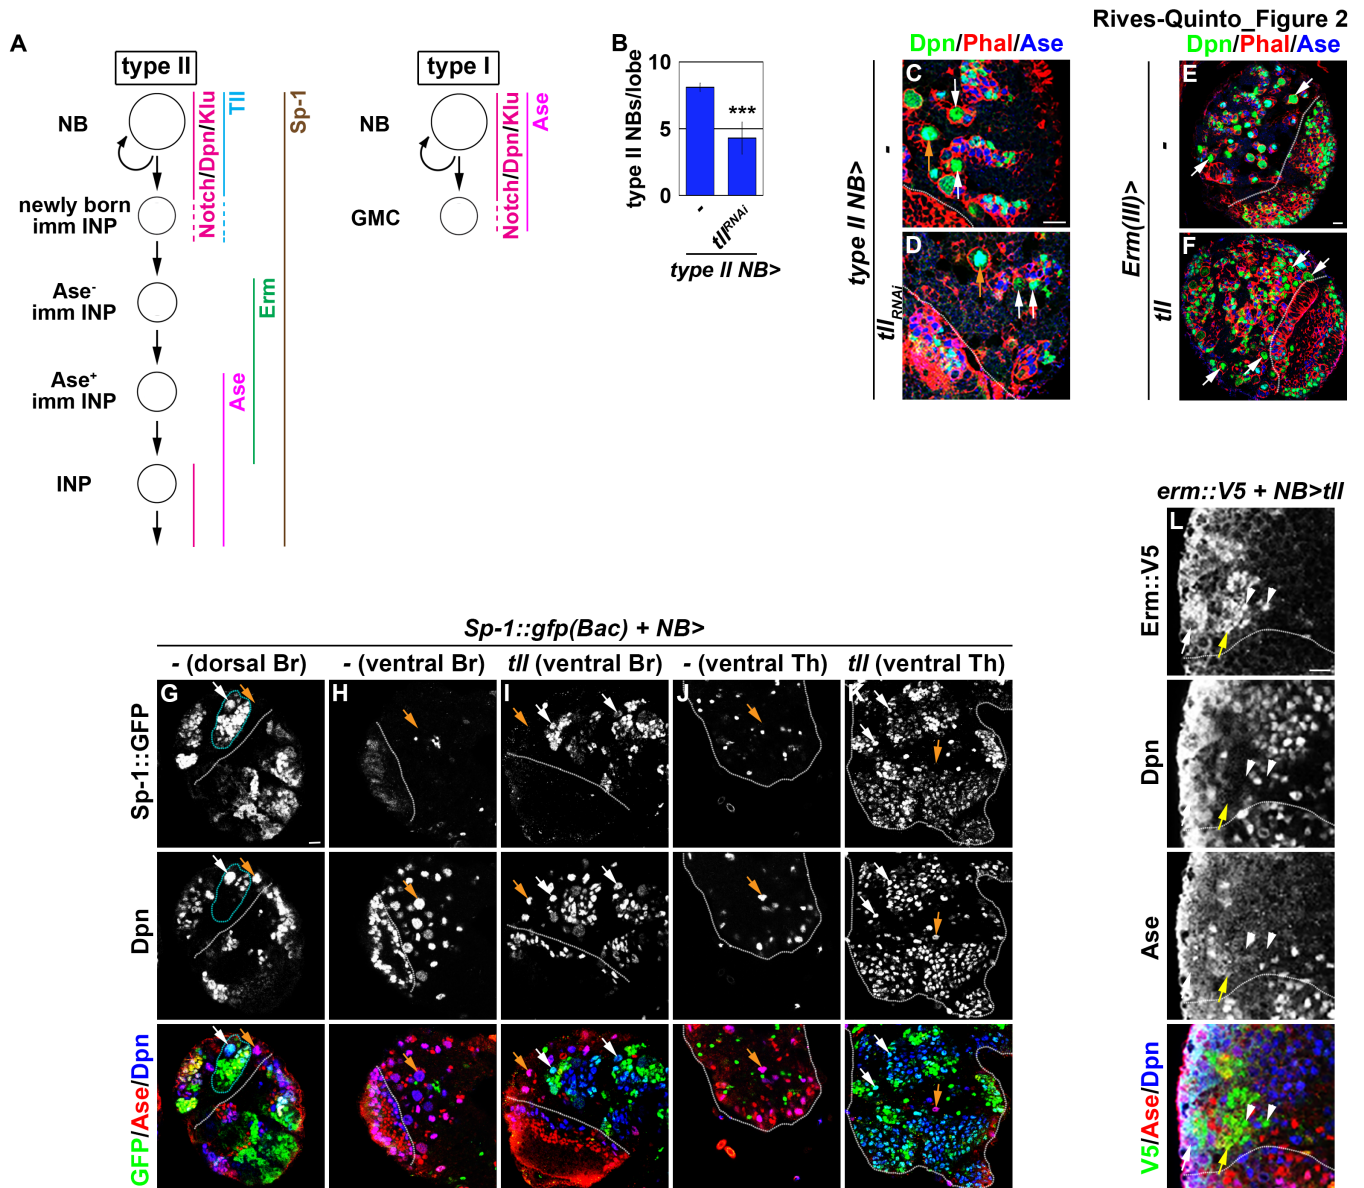 Rives-Quinto_Figure 2
A
type II
type I
NB
newly born
imm INP
Ase-
imm INP
Ase+
imm INP
INP
Notch/Dpn/Klu
Tll
Sp-1
Erm
Ase
NB
GMC
Notch/Dpn/Klu
Ase
B
type II NBs/lobe
10
5
0
***
-
tllRNAi
type II NB>
Dpn/Phal/Ase
type II NB>
-
tllRNAi
C
D
Dpn/Phal/Ase
Erm(III)>
-
tll
E
F
Sp-1::gfp(Bac) + NB>
- (dorsal Br)
- (ventral Br)
tll (ventral Br)
- (ventral Th)
tll (ventral Th)
G
H
I
J
K
Sp-1::GFP
Dpn
GFP/Ase/Dpn
erm::V5 + NB>tll
L
Erm::V5
Dpn
Ase
V5/Ase/Dpn